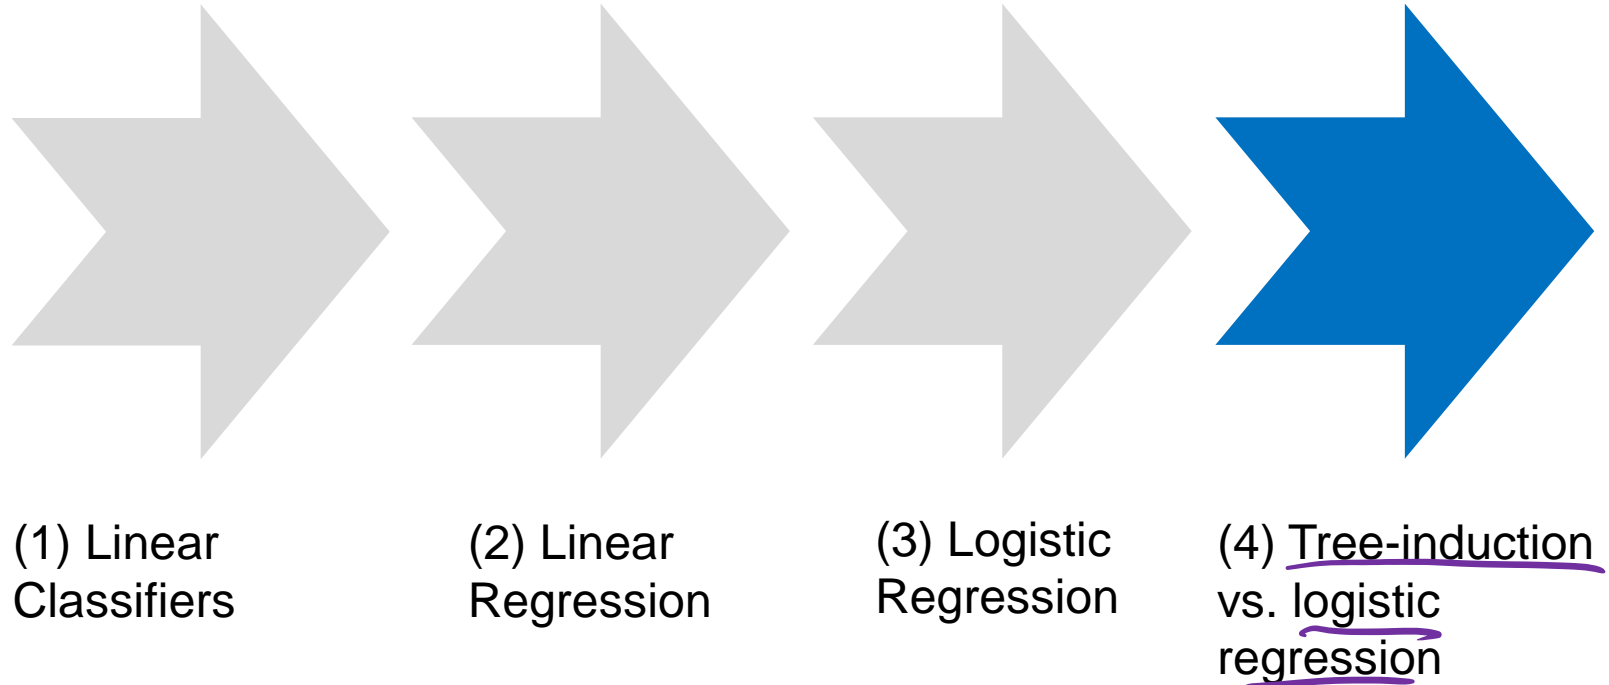 (1) Linear
Classifiers
(2) Linear
Regression
(3) Logistic
Regression
(4) Tree-induction
vs. logistic
regression